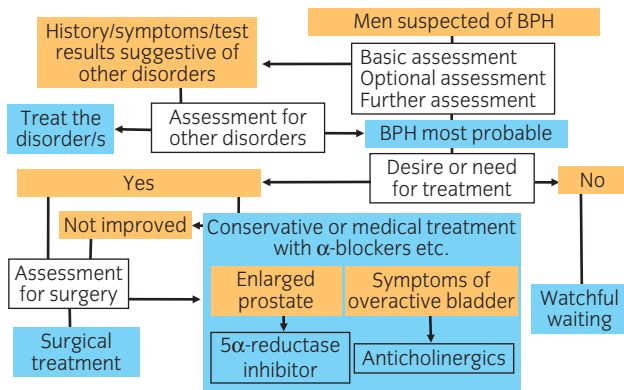 Men suspected of BPH
History/symptoms/test
results suggestive of
other disorders
Basic assessment
Optional assessment
Further assessment
Treat the
disorder/s
Assessment for
other disorders
BPH most probable
Desire or need
for treatment
Yes
No
Not improved
Conservative or medical treatment
with α-blockers etc.
Assessment
for surgery
Enlarged
prostate
Symptoms of
overactive bladder
Watchful
waiting
Surgical
treatment
5α-reductase
inhibitor
Anticholinergics